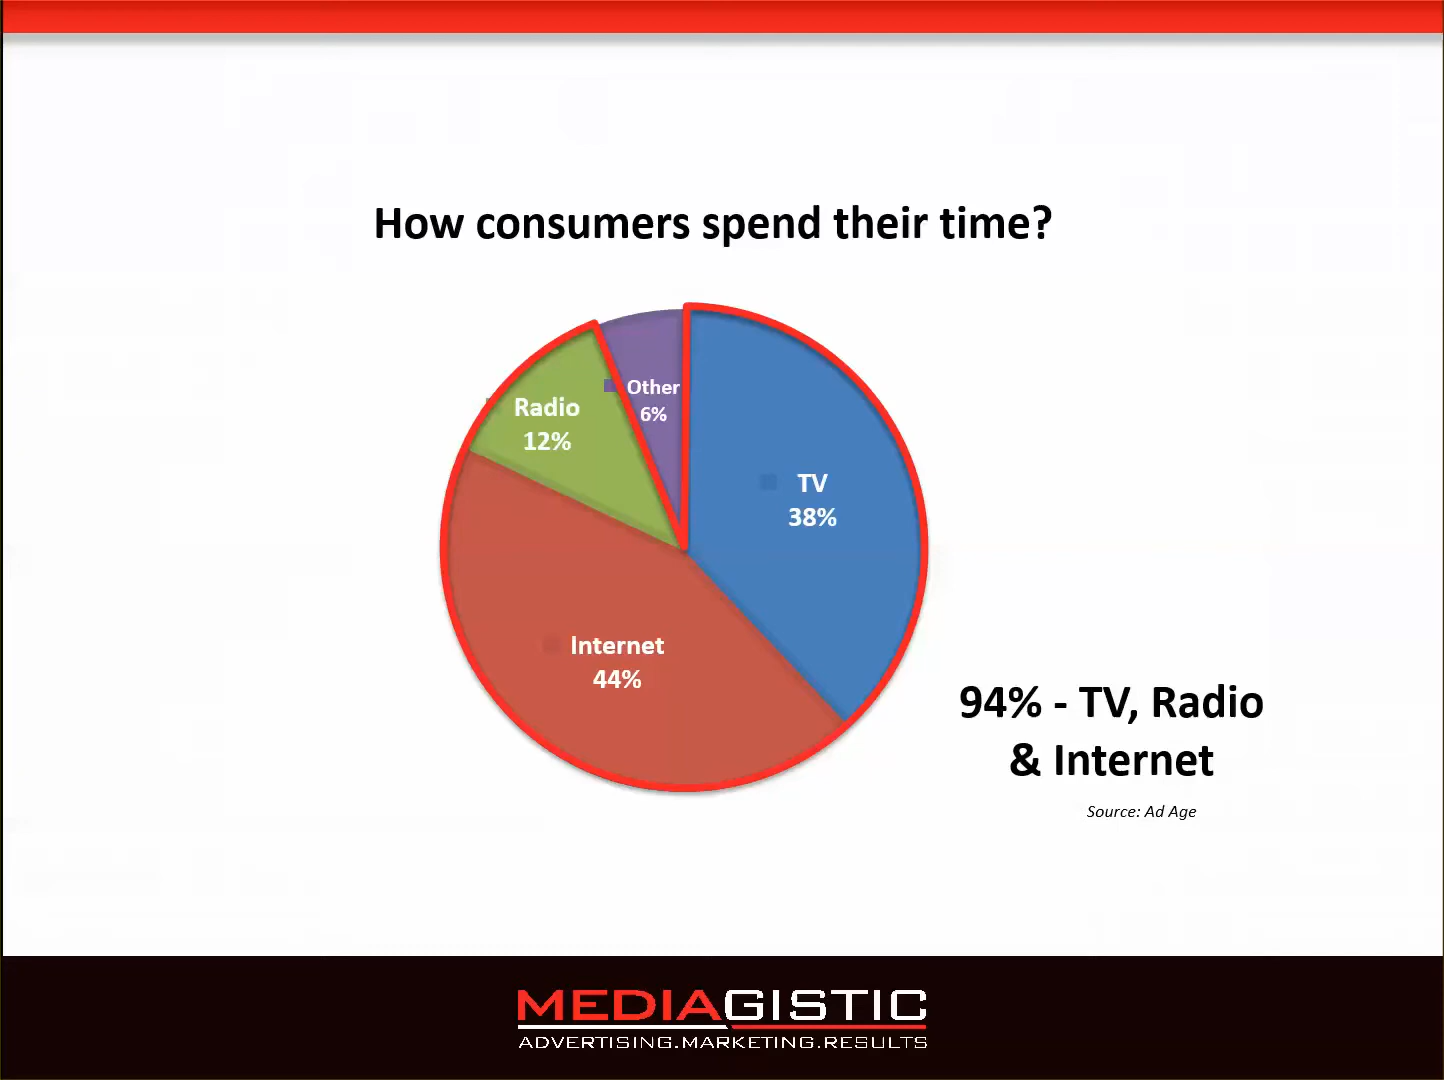 How consumers spend their time?
Other
6%
Radio
12%
TV
38%
Internet
44%
94% - TV, Radio
& Internet
Source: Ad Age
MEDIAGISTIC
ADVERTISING.MARKETING.RESULTS